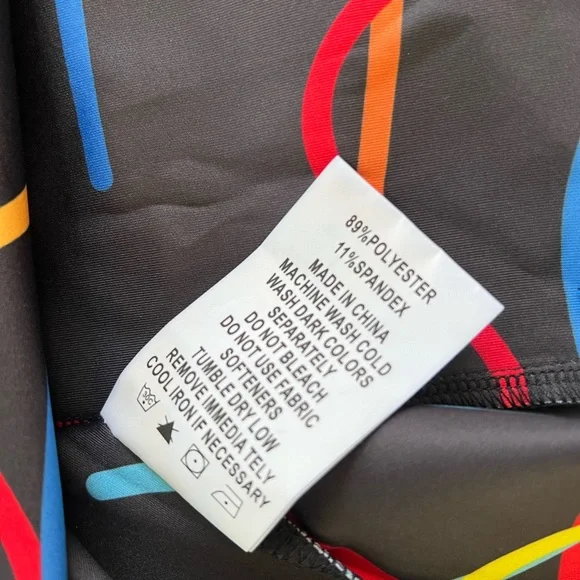 89%POLYESTER
11%SPANDEX
MADE IN CHINA
MACHINE WASH COLD
WASH DARK COLORS
SEPARATELY
DO NOT BLEACH
DO NOT USE FABRIC
SOFTENERS
TUMBLE DRY LOW
REMOVE IMMEDIATELY
COOL IRON IF NECESSARY